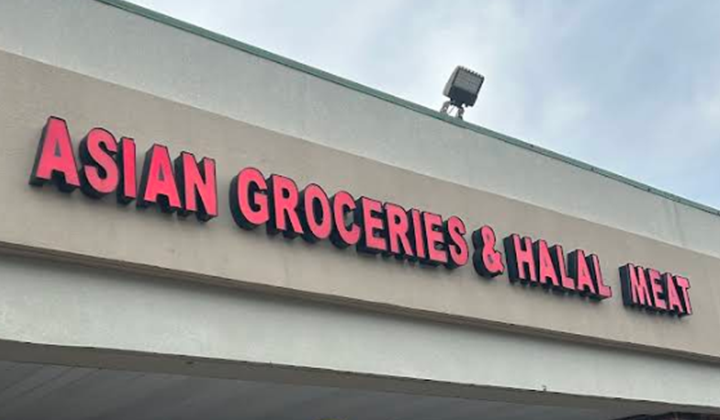 ASIAN GROCERIES & HALAL MEAT